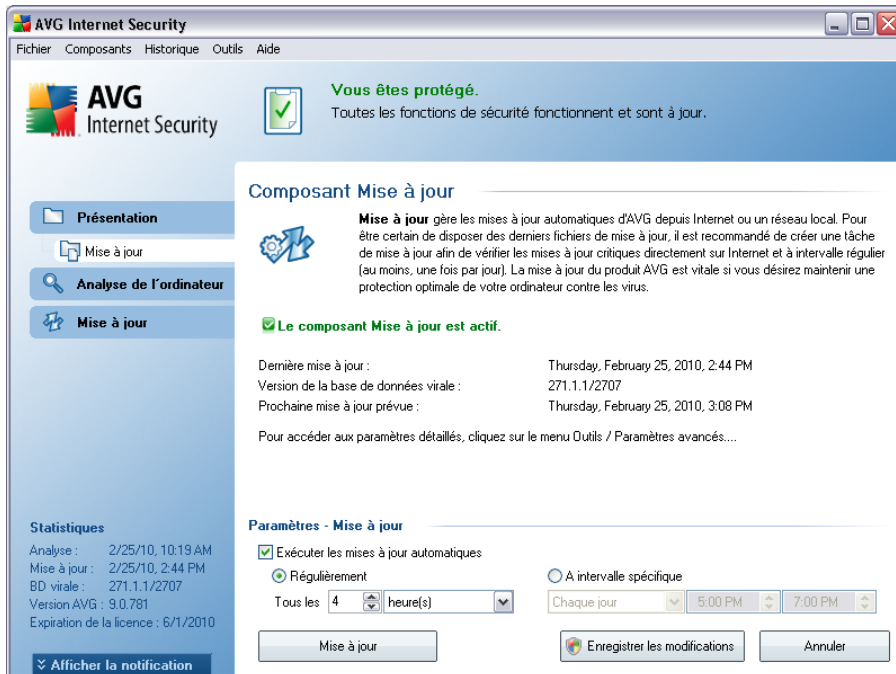 AVG Internet Security
Fichier Composants Historique Outils Aide
AVG
Internet Security
Vous êtes protégé.
Toutes les fonctions de sécurité fonctionnent et sont à jour.
Présentation
Mise à jour
Analyse de l'ordinateur
Mise à jour
Composant Mise à jour
Mise à jour gère les mises à jour automatiques d'AVG depuis Internet ou un réseau local. Pour
être certain de disposer des derniers fichiers de mise à jour, il est recommandé de créer une tâche
de mise à jour afin de vérifier les mises à jour critiques directement sur Internet et à intervalle régulier
(au moins, une fois par jour). La mise à jour du produit AVG est vitale si vous désirez maintenir une
protection optimale de votre ordinateur contre les virus.
Le composant Mise à jour est actif.
Dernière mise à jour : Thursday, February 25, 2010, 2:44 PM
Version de la base de données virale : 271.1.1/2707
Prochaine mise à jour prévue : Thursday, February 25, 2010, 3:08 PM
Pour accéder aux paramètres détaillés, cliquez sur le menu Outils / Paramètres avancés....
Statistiques
Analyse : 2/25/10, 10:19 AM
Mise à jour : 2/25/10, 2:44 PM
BD virale : 271.1.1/2707
Version AVG : 9.0.781
Expiration de la licence : 6/1/2010
Afficher la notification
Paramètres - Mise à jour
Exécuter les mises à jour automatiques
Régulièrement A intervalle spécifique
Tous les 4 heure(s) Chaque jour 5:00 PM 7:00 PM
Mise à jour Enregistrer les modifications Annuler